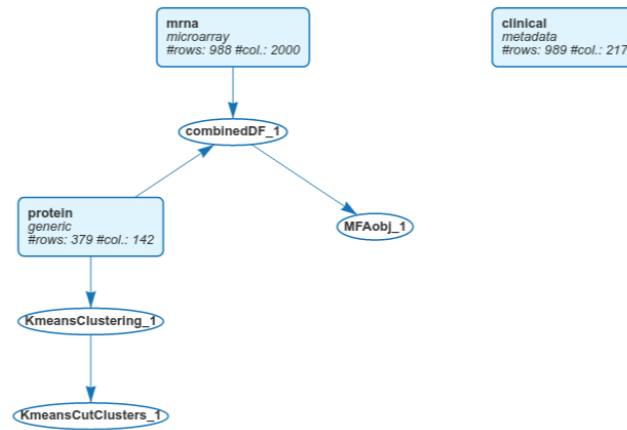 mrna
microarray
#rows: 988 #col.: 2000
clinical
metadata
#rows: 989 #col.: 217
combinedDF_1
protein
generic
#rows: 379 #col.: 142
MFAobj_1
KmeansClustering_1
KmeansCutClusters_1